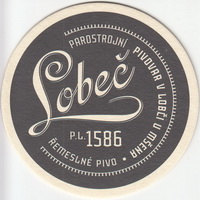 PAROSTROJNÍ PIVOVAR V LOBČI U MŠENA
Lobeč
P.L. 1586
ŘEMESLNÉ PIVO